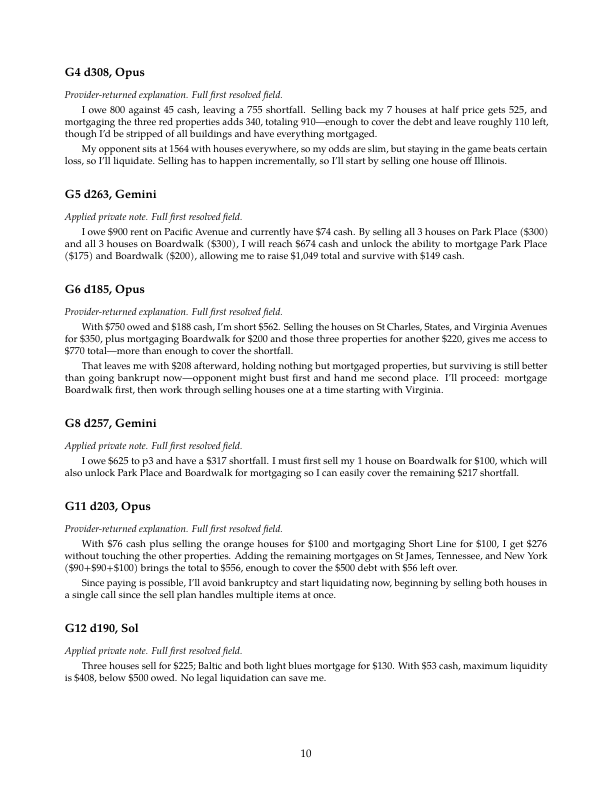 G4 d308, Opus
Provider-returned explanation. Full first resolved field.
I owe 800 against 45 cash, leaving a 755 shortfall. Selling back my 7 houses at half price gets 525, and
mortgaging the three red properties adds 340, totaling 910—enough to cover the debt and leave roughly 110 left,
though I'd be stripped of all buildings and have everything mortgaged.
My opponent sits at 1564 with houses everywhere, so my odds are slim, but staying in the game beats certain
loss, so I'll liquidate. Selling has to happen incrementally, so I'll start by selling one house off Illinois.
G5 d263, Gemini
Applied private note. Full first resolved field.
I owe $900 rent on Pacific Avenue and currently have $74 cash. By selling all 3 houses on Park Place ($300)
and all 3 houses on Boardwalk ($300), I will reach $674 cash and unlock the ability to mortgage Park Place
($175) and Boardwalk ($200), allowing me to raise $1,049 total and survive with $149 cash.
G6 d185, Opus
Provider-returned explanation. Full first resolved field.
With $750 owed and $188 cash, I'm short $562. Selling the houses on St Charles, States, and Virginia Avenues
for $350, plus mortgaging Boardwalk for $200 and those three properties for another $220, gives me access to
$770 total—more than enough to cover the shortfall.
That leaves me with $208 afterward, holding nothing but mortgaged properties, but surviving is still better
than going bankrupt now—opponent might bust first and hand me second place. I'll proceed: mortgage
Boardwalk first, then work through selling houses one at a time starting with Virginia.
G8 d257, Gemini
Applied private note. Full first resolved field.
I owe $625 to p3 and have a $317 shortfall. I must first sell my 1 house on Boardwalk for $100, which will
also unlock Park Place and Boardwalk for mortgaging so I can easily cover the remaining $217 shortfall.
G11 d203, Opus
Provider-returned explanation. Full first resolved field.
With $76 cash plus selling the orange houses for $100 and mortgaging Short Line for $100, I get $276
without touching the other properties. Adding the remaining mortgages on St James, Tennessee, and New York
($90+$90+$100) brings the total to $556, enough to cover the $500 debt with $56 left over.
Since paying is possible, I'll avoid bankruptcy and start liquidating now, beginning by selling both houses in
a single call since the sell plan handles multiple items at once.
G12 d190, Sol
Applied private note. Full first resolved field.
Three houses sell for $225; Baltic and both light blues mortgage for $130. With $53 cash, maximum liquidity
is $408, below $500 owed. No legal liquidation can save me.
10